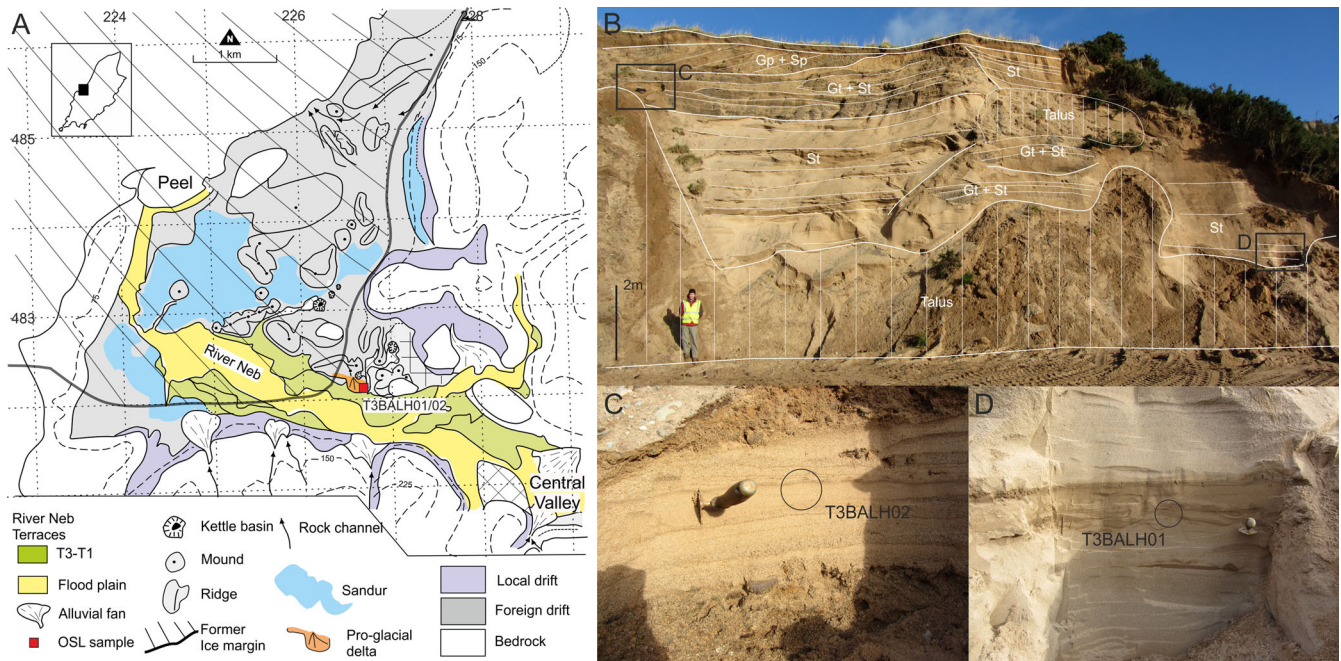 A
224
226
228
1 km
75
150
485
Peel
75
483
River Neb
T3BALH01/02
150
225
Central
Valley
River Neb
Terraces
T3-T1
Flood plain
Alluvial fan
OSL sample
Kettle basin
Mound
Ridge
Former
Ice margin
Rock channel
Sandur
Pro-glacial
delta
Local drift
Foreign drift
Bedrock
B
C
Gp + Sp
St
Gt + St
Talus
St
Gt + St
Gt + St
St
D
2m
Talus
C
T3BALH02
D
T3BALH01